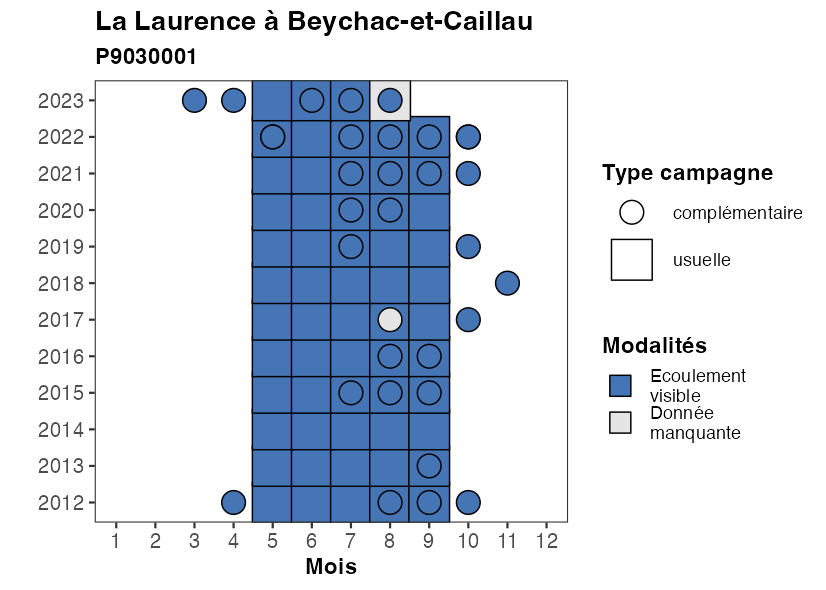 La Laurence à Beychac-et-Caillau
P9030001
2023
2022
2021
2020
2019
2018
2017
2016
2015
2014
2013
2012
1 2 3 4 5 6 7 8 9 10 11 12
Mois
Type campagne
complémentaire
usuelle
Modalités
Ecoulement
visible
Donnée
manquante